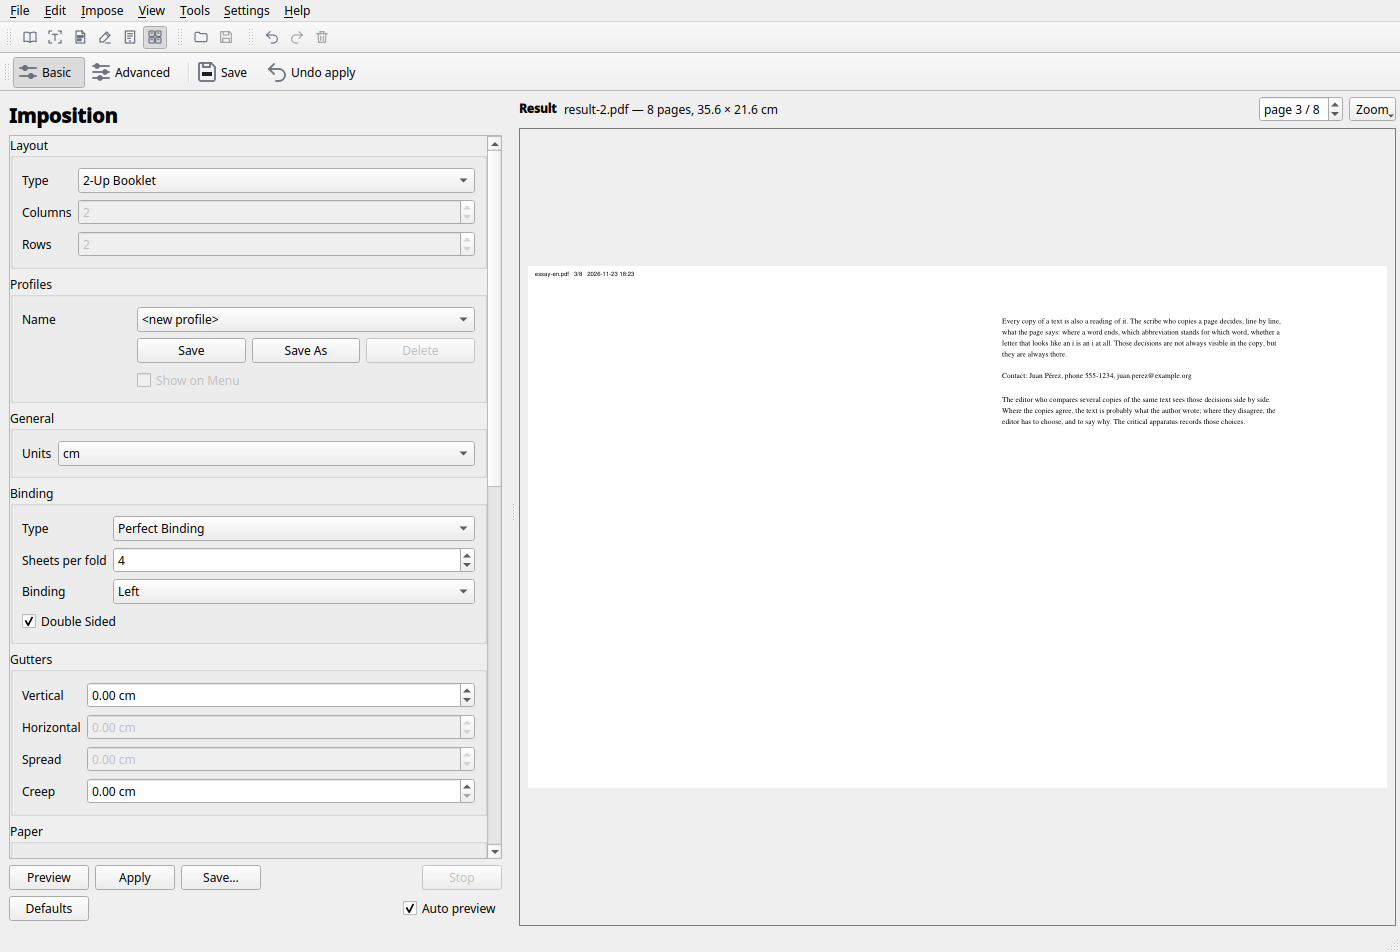 File Edit Impose View Tools Settings Help
Basic Advanced Save Undo apply
Imposition
Layout
Type 2-Up Booklet
Columns 2
Rows 2
Profiles
Name <new profile>
Save Save As Delete
Show on Menu
General
Units cm
Binding
Type Perfect Binding
Sheets per fold 4
Binding Left
Double Sided
Gutters
Vertical 0.00 cm
Horizontal 0.00 cm
Spread 0.00 cm
Creep 0.00 cm
Paper
Preview Apply Save... Stop
Defaults Auto preview
Result result-2.pdf — 8 pages, 35.6 × 21.6 cm page 3 / 8 Zoom
essay-en.pdf 3/8 2026-11-23 18:23
Every copy of a text is also a reading of it. The scribe who copies a page decides, line by line,
what the page says: where a word ends, which abbreviation stands for which word, whether a
letter that looks like an i is an i at all. Those decisions are not always visible in the copy, but
they are always there.
Contact: Juan Pérez, phone 555-1234, juan.perez@example.org
The editor who compares several copies of the same text sees those decisions side by side.
Where the copies agree, the text is probably what the author wrote; where they disagree, the
editor has to choose, and to say why. The critical apparatus records those choices.